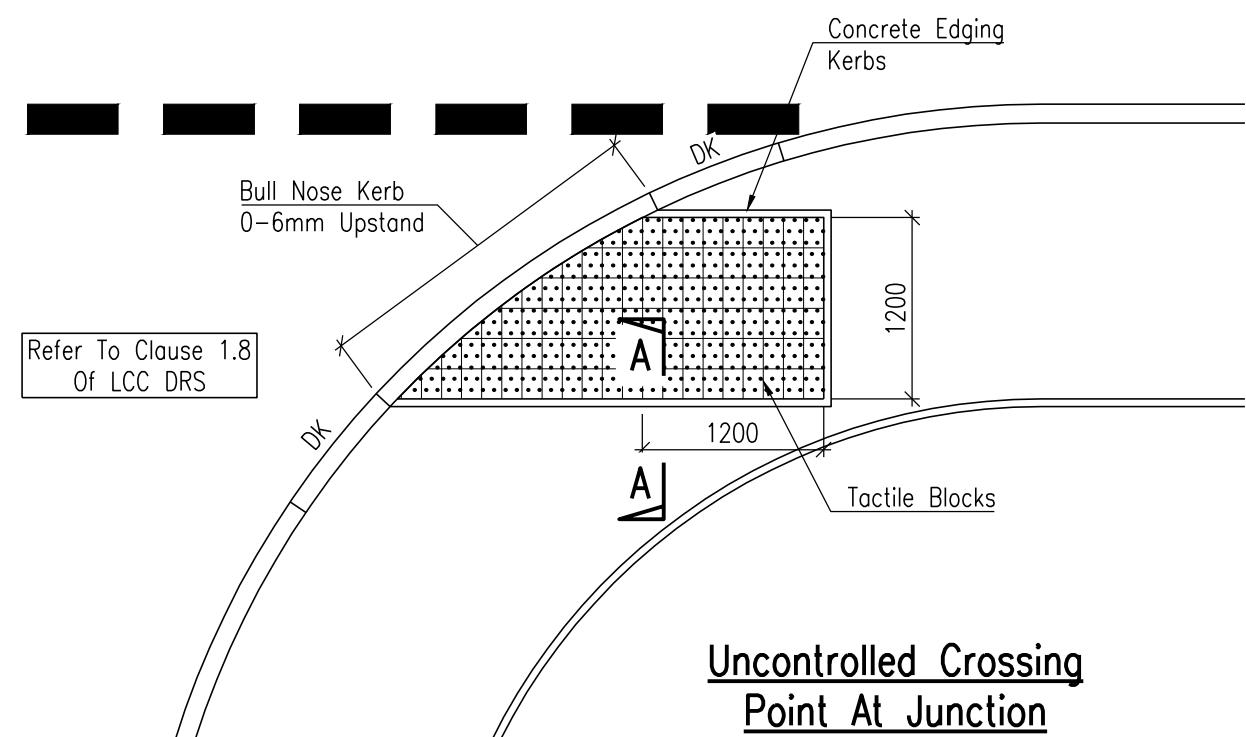 Concrete Edging
Kerbs
DK
Bull Nose Kerb
0-6mm Upstand
1200
Refer To Clause 1.8
Of LCC DRS
A
DK
1200
A
Tactile Blocks
Uncontrolled Crossing
Point At Junction